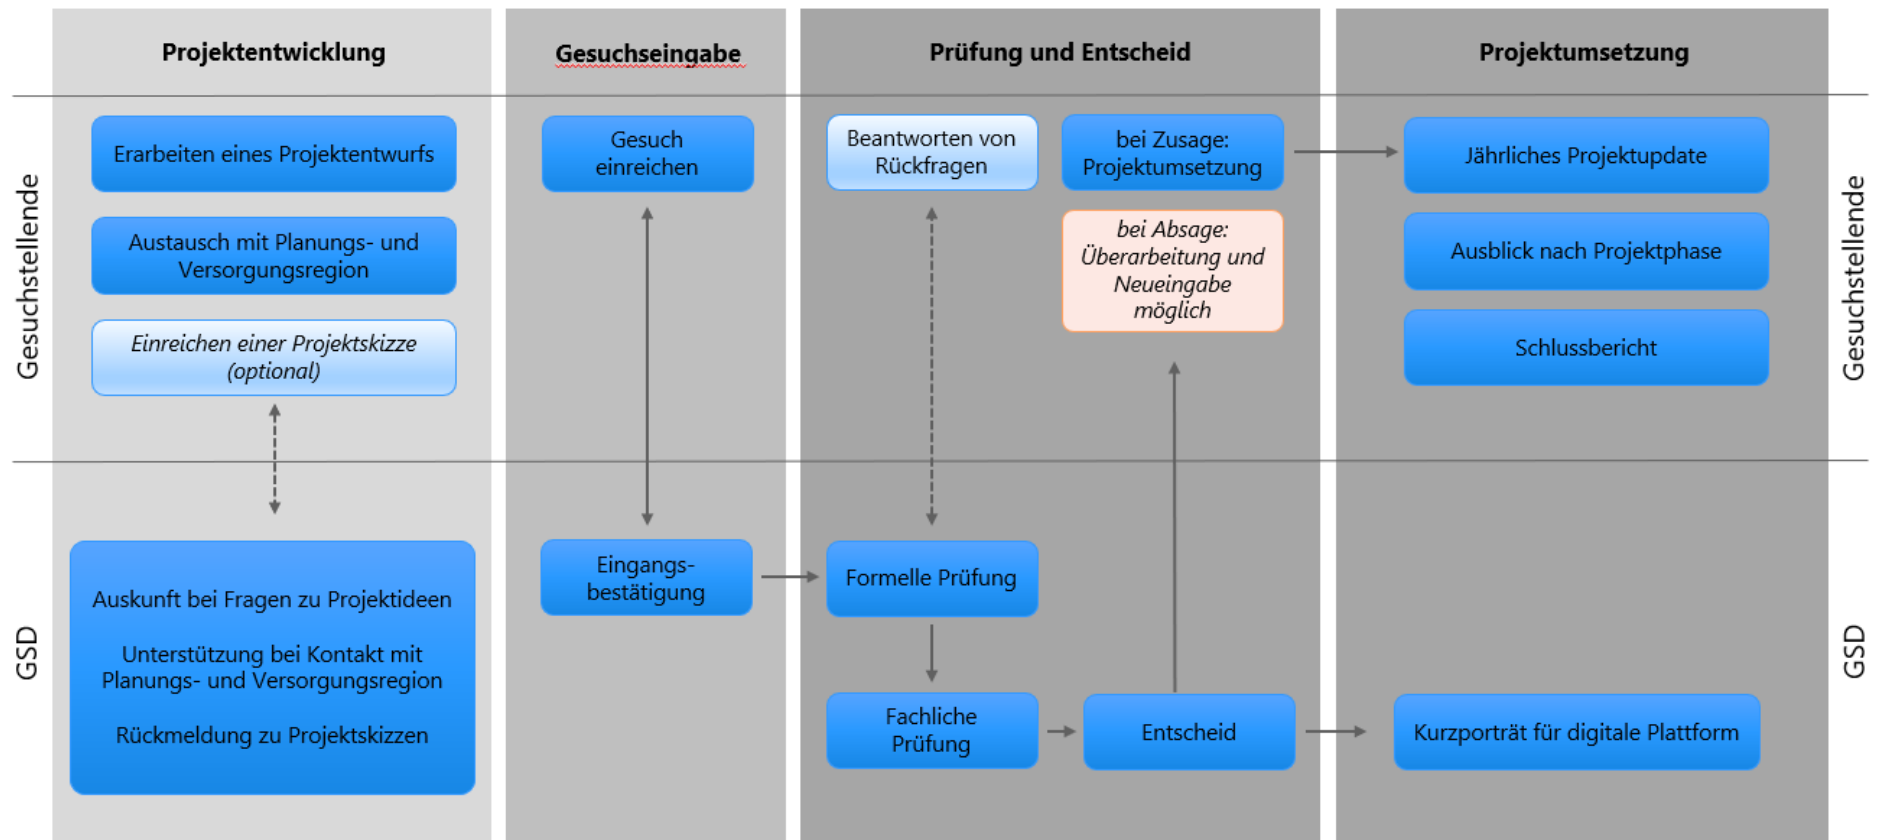 Projektentwicklung
Gesuchseingabe
Prüfung und Entscheid
Projektumsetzung
Gesuchstellende
Erarbeiten eines Projektentwurfs
Austausch mit Planungs- und
Versorgungsregion
Einreichen einer Projektskizze
(optional)
Gesuch
einreichen
Beantworten von
Rückfragen
bei Zusage:
Projektumsetzung
bei Absage:
Überarbeitung und
Neueingabe
möglich
Jährliches Projektupdate
Ausblick nach Projektphase
Schlussbericht
Gesuchstellende
GSD
Auskunft bei Fragen zu Projektideen
Unterstützung bei Kontakt mit
Planungs- und Versorgungsregion
Rückmeldung zu Projektskizzen
Eingangs-
bestätigung
Formelle Prüfung
Fachliche
Prüfung
Entscheid
Kurzporträt für digitale Plattform
GSD